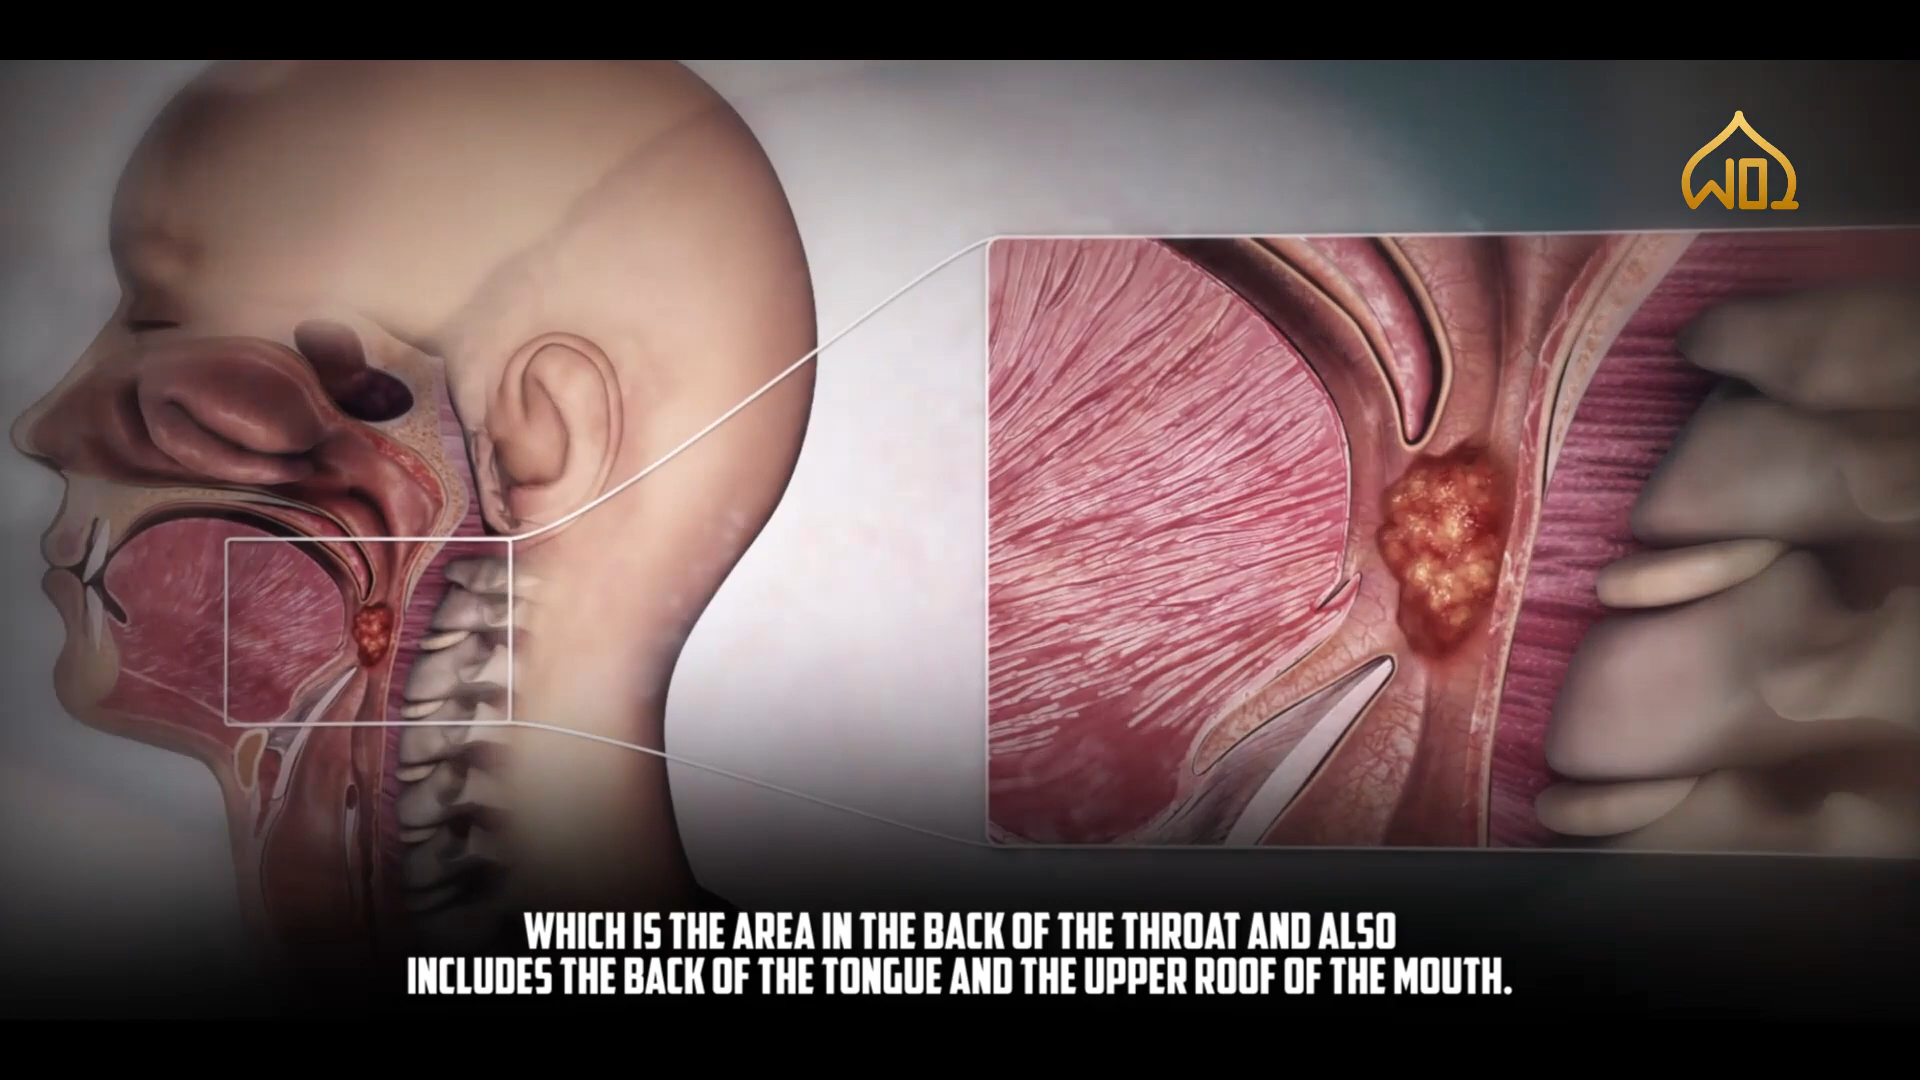 WO1
WHICH IS THE AREA IN THE BACK OF THE THROAT AND ALSO
INCLUDES THE BACK OF THE TONGUE AND THE UPPER ROOF OF THE MOUTH.